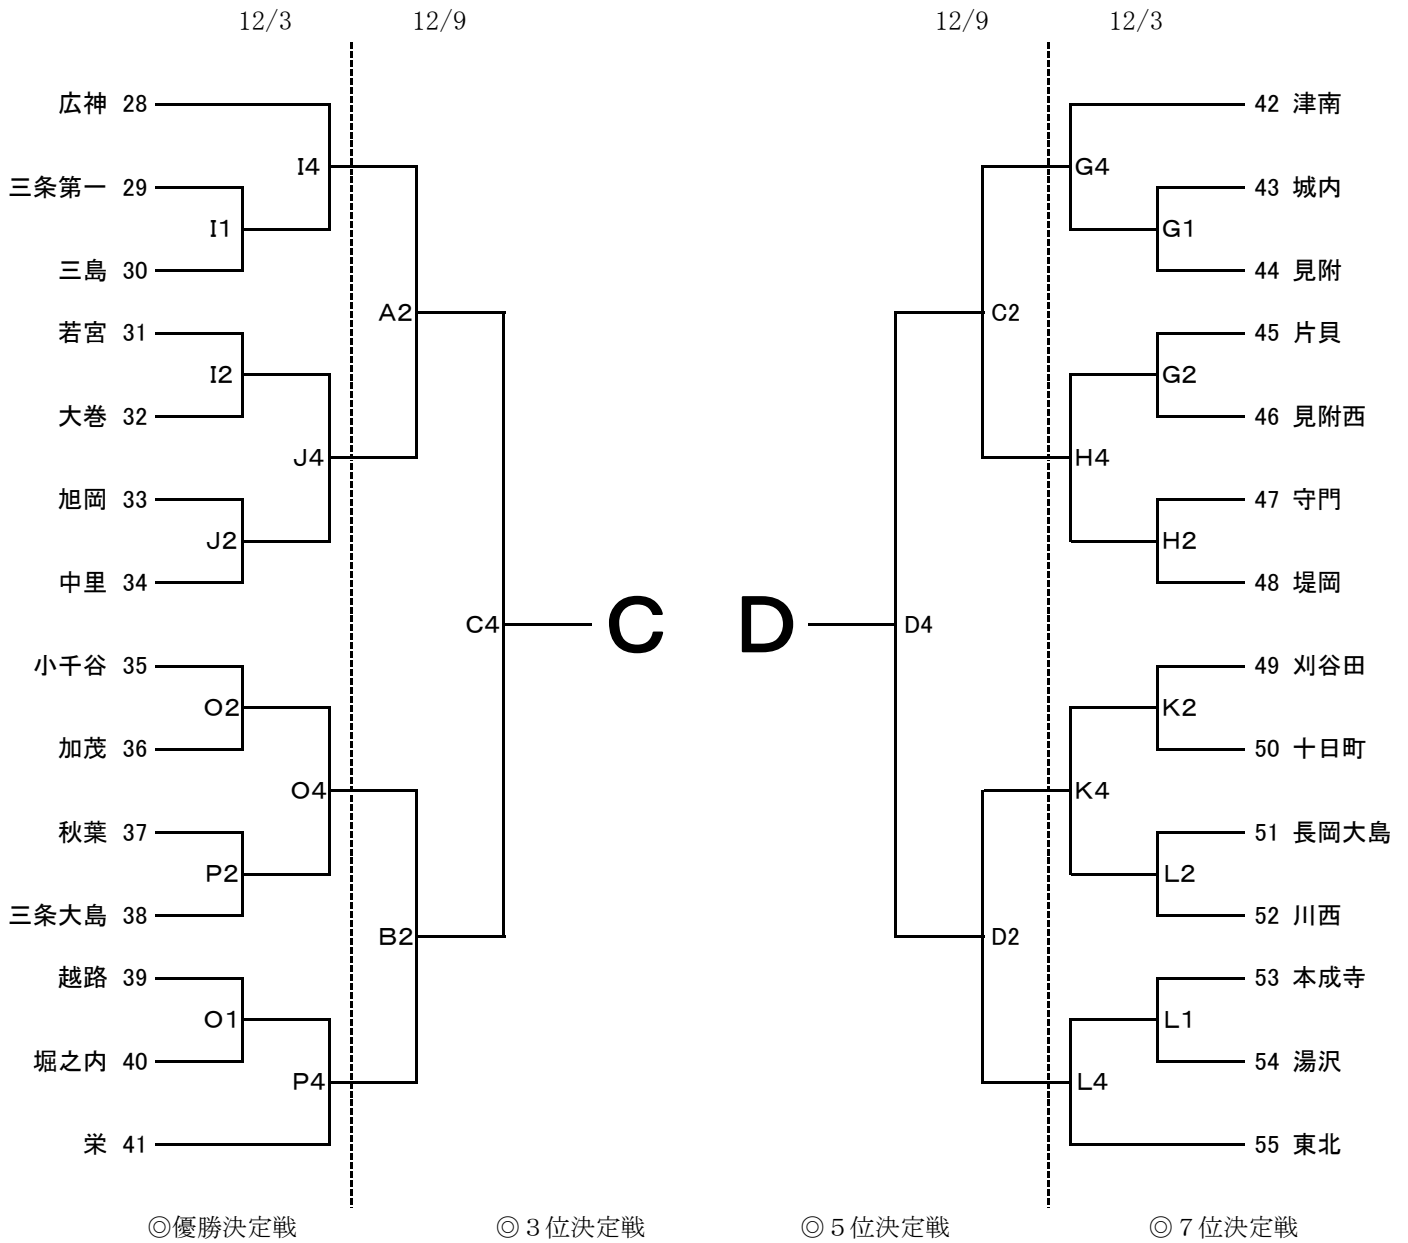 12/3 12/9 12/9 12/3
広神 28 42 津南
I4 G4
三条第一 29 43 城内
I1 G1
三島 30 44 見附
A2 C2
若宮 31 45 片貝
I2 G2
大巻 32 46 見附西
J4 H4
旭岡 33 47 守門
J2 H2
中里 34 48 堤岡
C4 C D D4
小千谷 35 49 刈谷田
O2 K2
加茂 36 50 十日町
O4 K4
秋葉 37 51 長岡大島
P2 L2
三条大島 38 52 川西
B2 D2
越路 39 53 本成寺
O1 L1
堀之内 40 54 湯沢
P4 L4
栄 41 55 東北
◎優勝決定戦 ◎３位決定戦 ◎５位決定戦 ◎７位決定戦